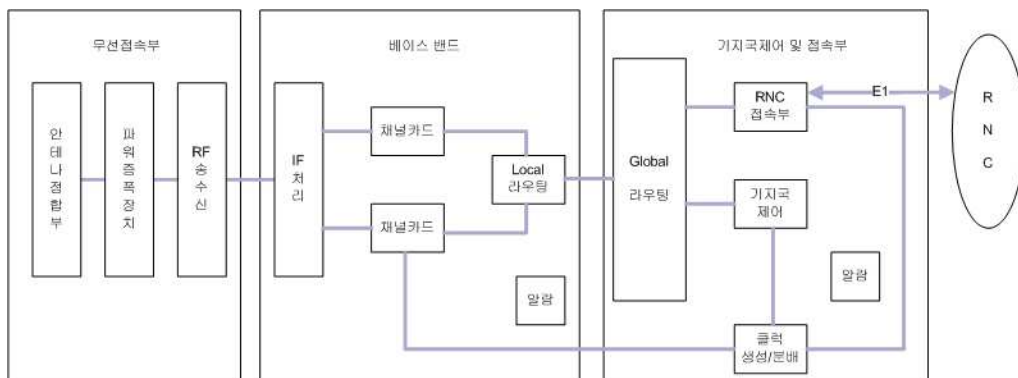 무선접속부
안
테
나
정
합
부
파
워
증
폭
장
치
RF
송
수
신
베이스 밴드
IF
처
리
채널카드
채널카드
Local
라우팅
알람
기지국제어 및 접속부
Global
라우팅
RNC
접속부
기지국
제어
알람
클럭
생성/분배
E1
R
N
C